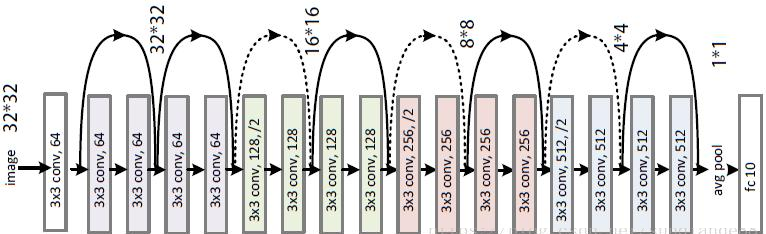 32*32
image
3x3 conv, 64
3x3 conv, 64
3x3 conv, 64
32*32
3x3 conv, 64
3x3 conv, 64
3x3 conv, 128, /2
3x3 conv, 128
16*16
3x3 conv, 128
3x3 conv, 128
3x3 conv, 256, /2
3x3 conv, 256
8*8
3x3 conv, 256
3x3 conv, 256
3x3 conv, 512, /2
3x3 conv, 512
4*4
3x3 conv, 512
3x3 conv, 512
1*1
avg pool
fc 10